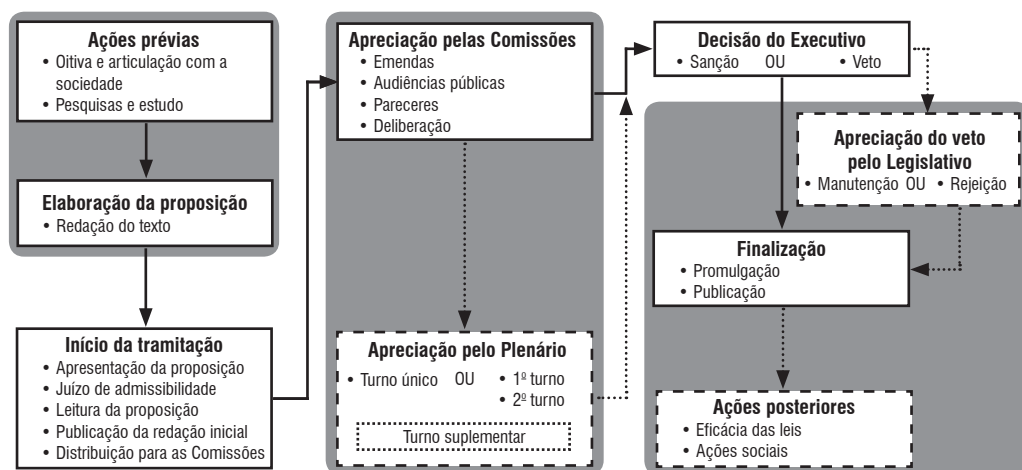 Ações prévias
• Oitiva e articulação com a
sociedade
• Pesquisas e estudo
Elaboração da proposição
• Redação do texto
Início da tramitação
• Apresentação da proposição
• Juízo de admissibilidade
• Leitura da proposição
• Publicação da redação inicial
• Distribuição para as Comissões
Apreciação pelas Comissões
• Emendas
• Audiências públicas
• Pareceres
• Deliberação
Apreciação pelo Plenário
• Turno único OU • 1º turno
• 2º turno
Turno suplementar
Decisão do Executivo
• Sanção OU • Veto
Apreciação do veto
pelo Legislativo
• Manutenção OU • Rejeição
Finalização
• Promulgação
• Publicação
Ações posteriores
• Eficácia das leis
• Ações sociais